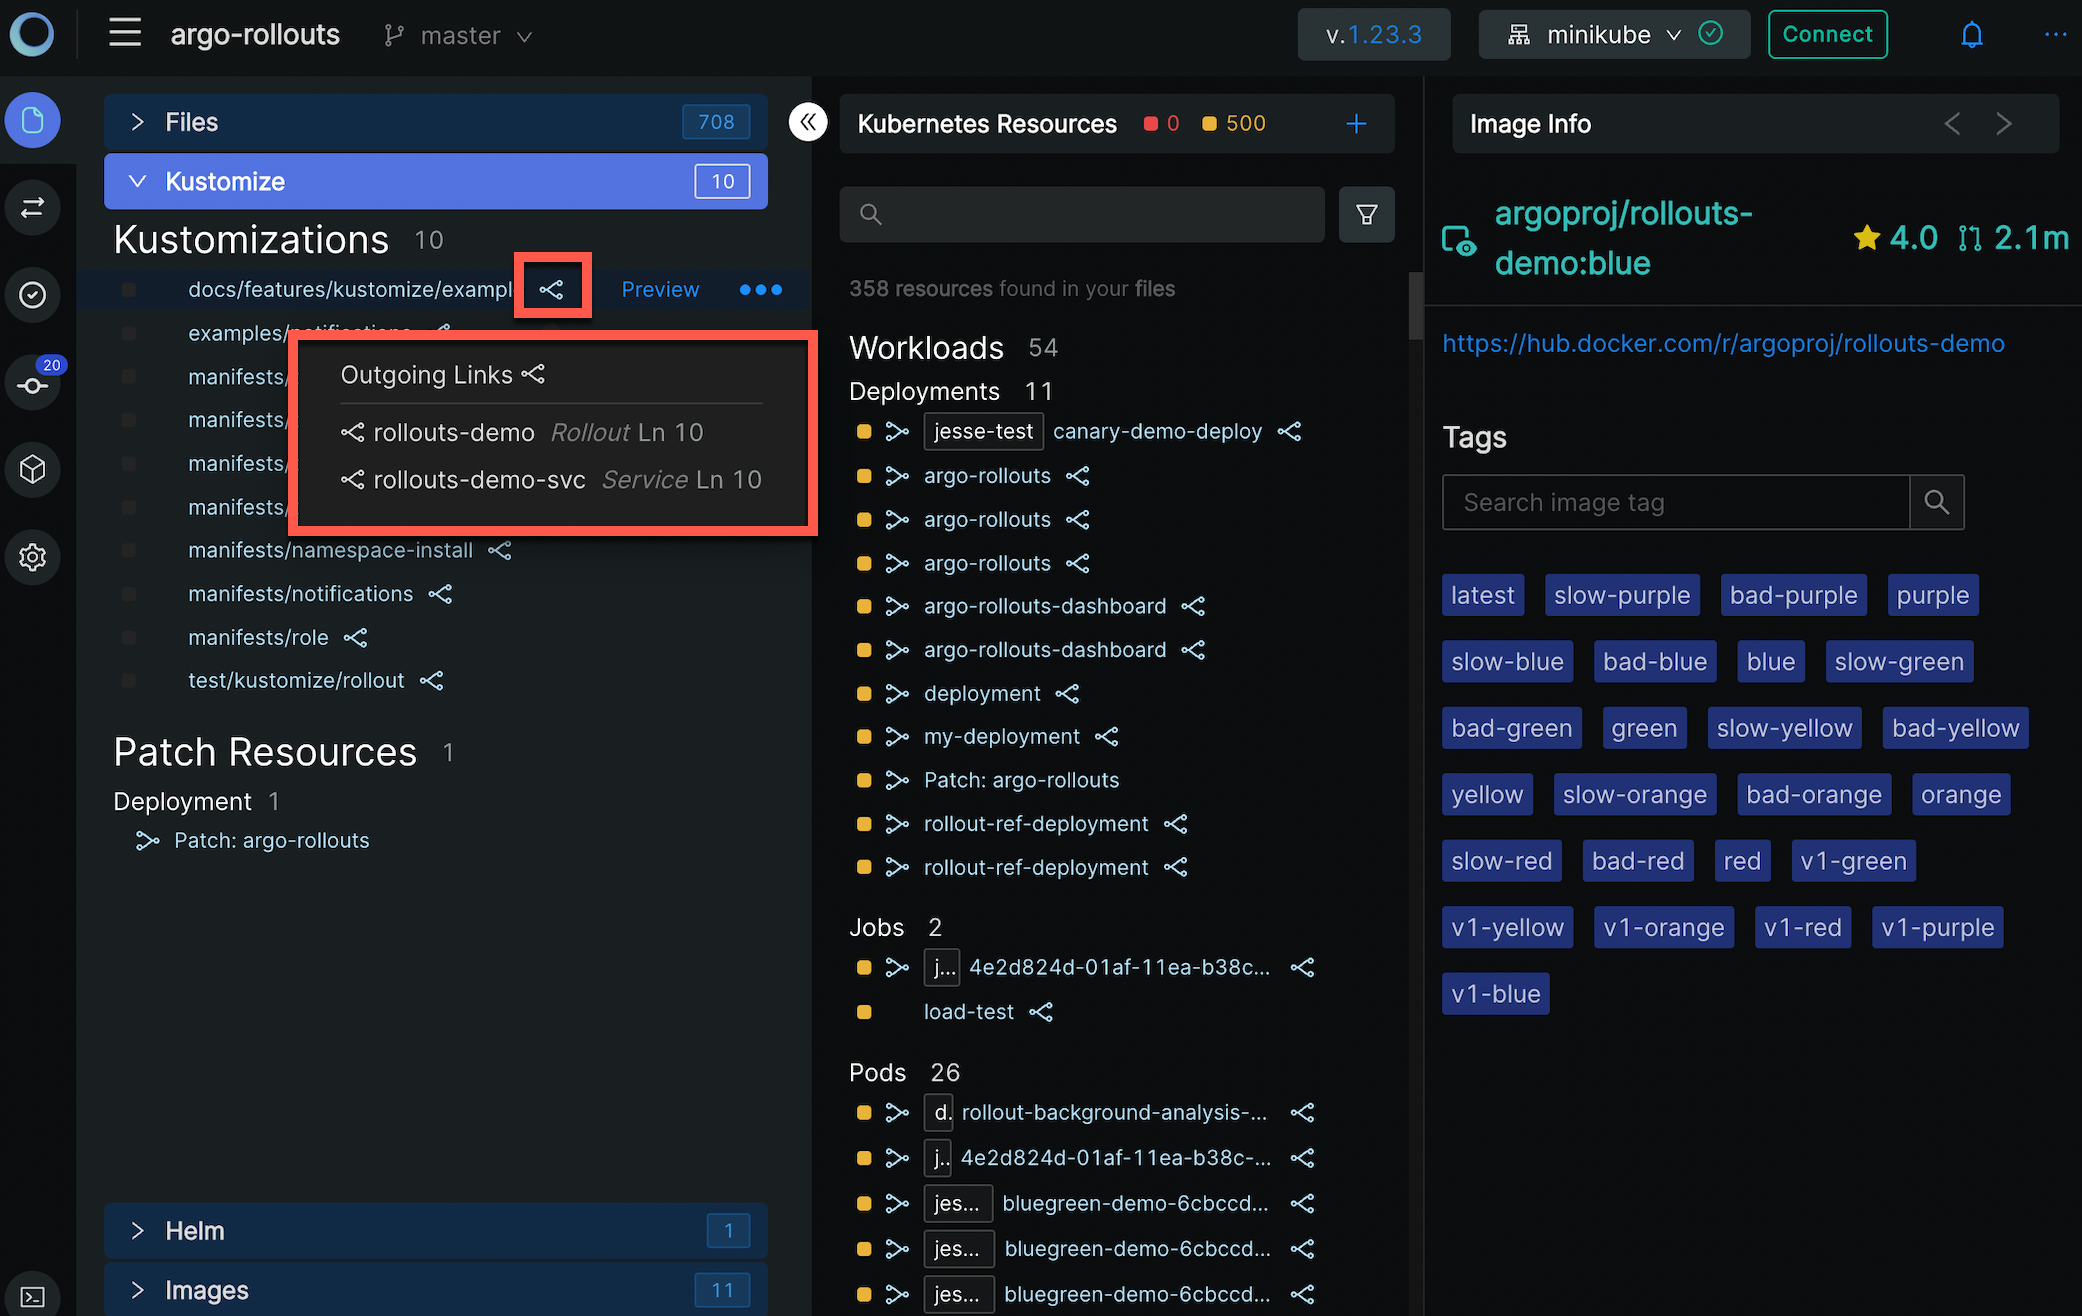 argo-rollouts
master
v.1.23.3
minikube
Connect
Files
708
Kustomize
10
Kustomizations 10
docs/features/kustomize/exampl
Preview
examples/
manifests/
manifests/
manifests/
manifests/
manifests/namespace-install
manifests/notifications
manifests/role
test/kustomize/rollout
Outgoing Links
rollouts-demo Rollout Ln 10
rollouts-demo-svc Service Ln 10
20
Patch Resources 1
Deployment 1
Patch: argo-rollouts
Helm
1
Images
11
Kubernetes Resources
0
500
358 resources found in your files
Workloads 54
Deployments 11
jesse-test canary-demo-deploy
argo-rollouts
argo-rollouts
argo-rollouts
argo-rollouts-dashboard
argo-rollouts-dashboard
deployment
my-deployment
Patch: argo-rollouts
rollout-ref-deployment
rollout-ref-deployment
Jobs 2
j... 4e2d824d-01af-11ea-b38c...
load-test
Pods 26
d. rollout-background-analysis-...
j.. 4e2d824d-01af-11ea-b38c-...
jes... bluegreen-demo-6cbccd...
jes... bluegreen-demo-6cbccd...
jes... bluegreen-demo-6cbccd...
Image Info
argoproj/rollouts-
demo:blue
4.0
2.1m
https://hub.docker.com/r/argoproj/rollouts-demo
Tags
Search image tag
latest slow-purple bad-purple purple
slow-blue bad-blue blue slow-green
bad-green green slow-yellow bad-yellow
yellow slow-orange bad-orange orange
slow-red bad-red red v1-green
v1-yellow v1-orange v1-red v1-purple
v1-blue